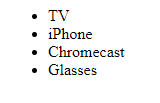 • TV
• iPhone
• Chromecast
• Glasses